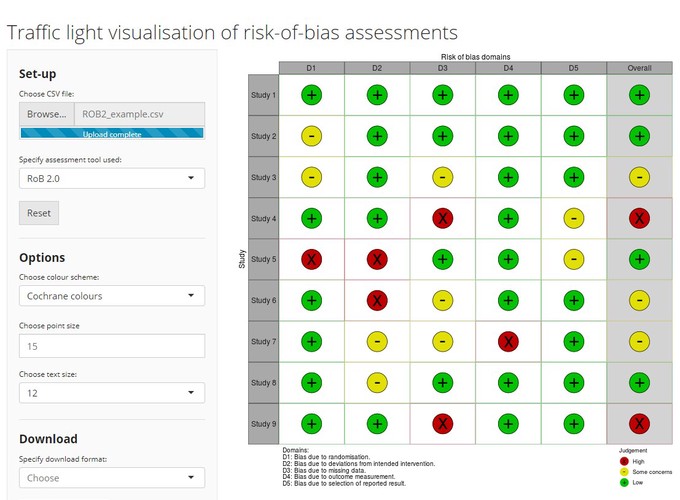 Traffic light visualisation of risk-of-bias assessments
Set-up
Choose CSV file:
Browse... ROB2_example.csv
Upload complete
Specify assessment tool used:
RoB 2.0
Reset
Options
Choose colour scheme:
Cochrane colours
Choose point size
15
Choose text size:
12
Download
Specify download format:
Choose
Risk of bias domains
D1 D2 D3 D4 D5 Overall
Study
Study 1 + + + + + +
Study 2 - + + + + +
Study 3 - + - + + -
Study 4 + + X + - X
Study 5 X X + + - +
Study 6 + X - + + -
Study 7 + - - X + -
Study 8 + - + + + +
Study 9 + + X + + X
Domains:
D1: Bias due to randomisation.
D2: Bias due to deviations from intended intervention.
D3: Bias due to missing data.
D4: Bias due to outcome measurement.
D5: Bias due to selection of reported result.
Judgement
X High
- Some concerns
+ Low